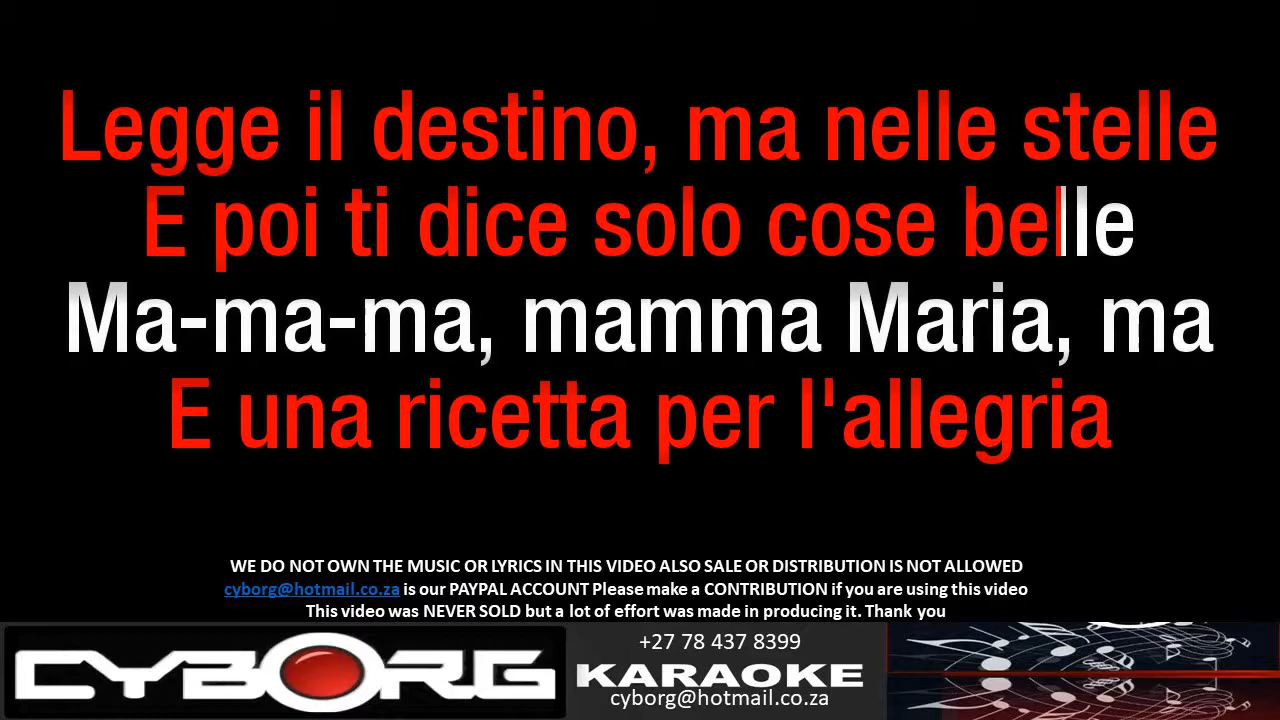 Legge il destino, ma nelle stelle
E poi ti dice solo cose belle
Ma-ma-ma, mamma Maria, ma
E una ricetta per l'allegria
WE DO NOT OWN THE MUSIC OR LYRICS IN THIS VIDEO ALSO SALE OR DISTRIBUTION IS NOT ALLOWED
cyborg@hotmail.co.za is our PAYPAL ACCOUNT Please make a CONTRIBUTION if you are using this video
This video was NEVER SOLD but a lot of effort was made in producing it. Thank you
CYBORG
+27 78 437 8399
KARAOKE
cyborg@hotmail.co.za